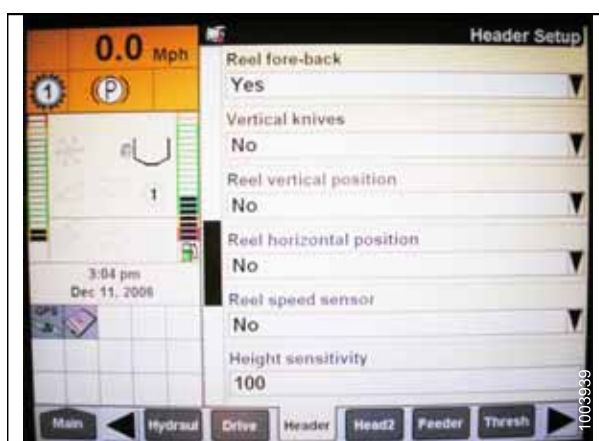 0.0 Mph
Header Setup
Reel fore-back
Yes
1
P
Vertical knives
No
Reel vertical position
No
1
Reel horizontal position
No
3:04 pm
Dec 11, 2006
Reel speed sensor
No
GPS
Height sensitivity
100
Main
Hydraul
Drive
Header
Head2
Feeder
Thresh
1003939